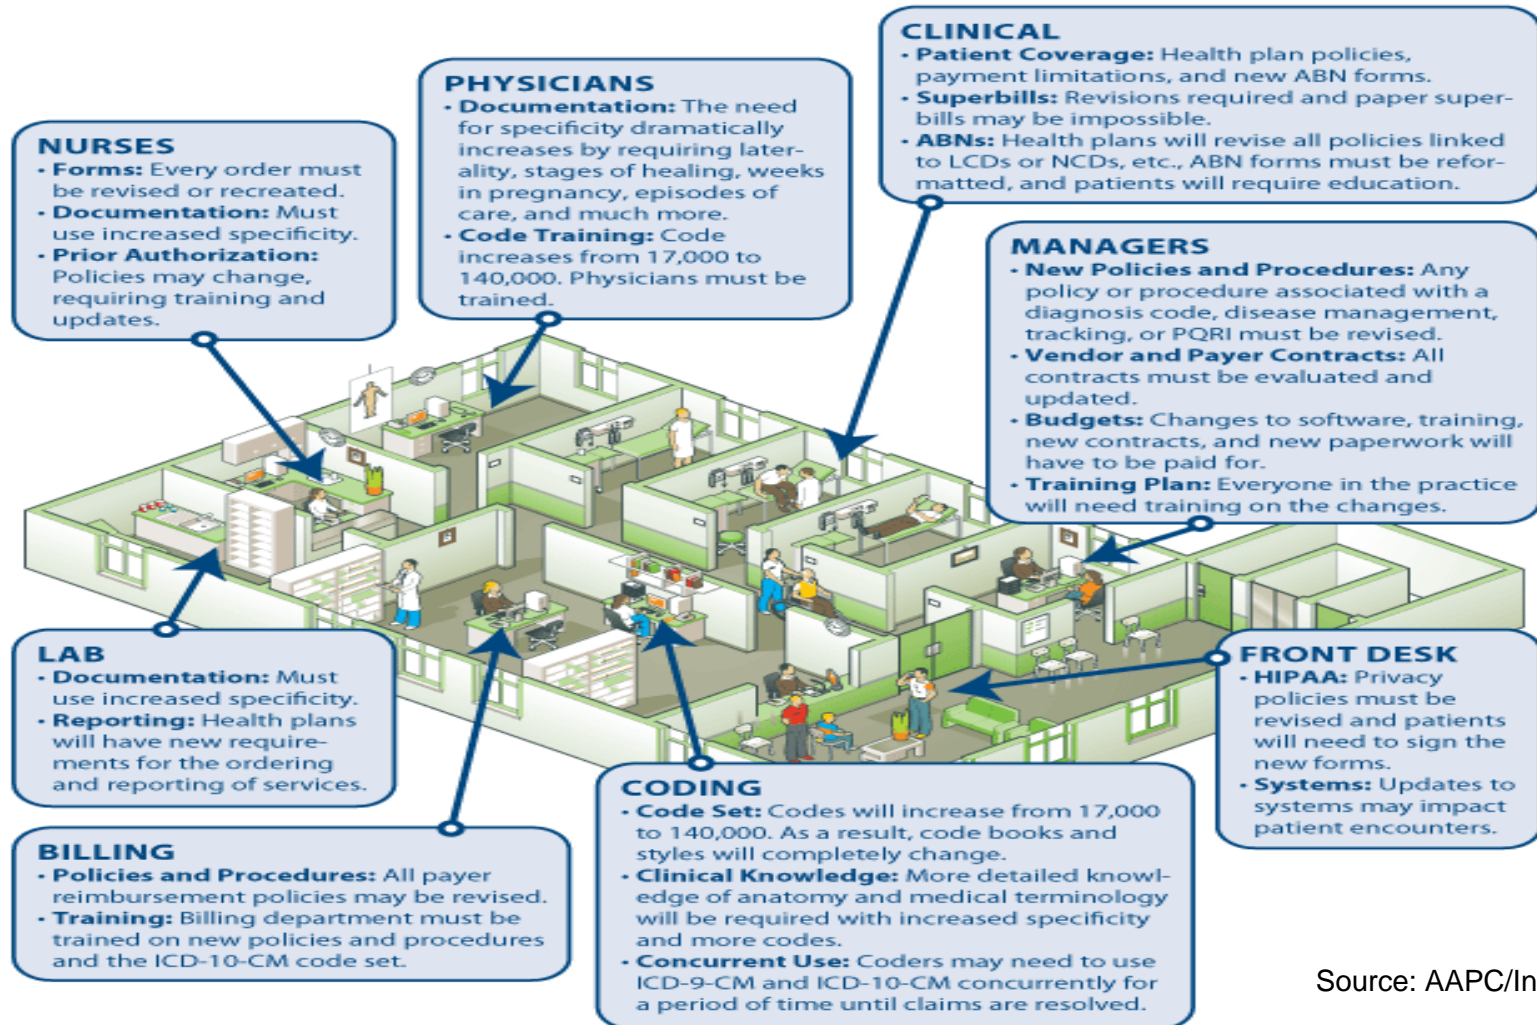 NURSES
• Forms: Every order must
be revised or recreated.
• Documentation: Must
use increased specificity.
• Prior Authorization:
Policies may change,
requiring training and
updates.
PHYSICIANS
• Documentation: The need
for specificity dramatically
increases by requiring later-
ality, stages of healing, weeks
in pregnancy, episodes of
care, and much more.
• Code Training: Code
increases from 17,000 to
140,000. Physicians must be
trained.
CLINICAL
• Patient Coverage: Health plan policies,
payment limitations, and new ABN forms.
• Superbills: Revisions required and paper super-
bills may be impossible.
• ABNs: Health plans will revise all policies linked
to LCDs or NCDs, etc., ABN forms must be refor-
matted, and patients will require education.
MANAGERS
• New Policies and Procedures: Any
policy or procedure associated with a
diagnosis code, disease management,
tracking, or PQRI must be revised.
• Vendor and Payer Contracts: All
contracts must be evaluated and
updated.
• Budgets: Changes to software, training,
new contracts, and new paperwork will
have to be paid for.
• Training Plan: Everyone in the practice
will need training on the changes.
LAB
• Documentation: Must
use increased specificity.
• Reporting: Health plans
will have new require-
ments for the ordering
and reporting of services.
FRONT DESK
• HIPAA: Privacy
policies must be
revised and patients
will need to sign the
new forms.
• Systems: Updates to
systems may impact
patient encounters.
BILLING
• Policies and Procedures: All payer
reimbursement policies may be revised.
• Training: Billing department must be
trained on new policies and procedures
and the ICD-10-CM code set.
CODING
• Code Set: Codes will increase from 17,000
to 140,000. As a result, code books and
styles will completely change.
• Clinical Knowledge: More detailed knowl-
edge of anatomy and medical terminology
will be required with increased specificity
and more codes.
• Concurrent Use: Coders may need to use
ICD-9-CM and ICD-10-CM concurrently for
a period of time until claims are resolved.
Source: AAPC/In